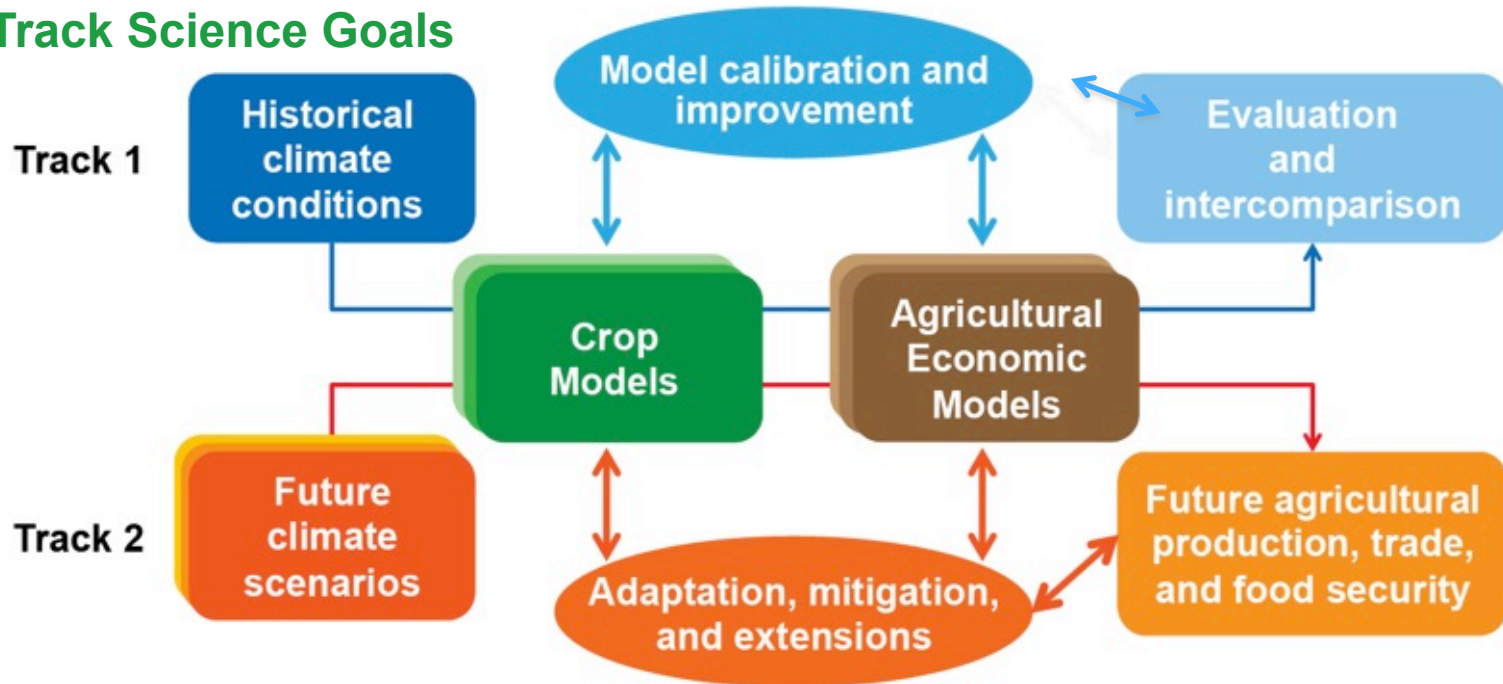 Track Science Goals
Model calibration and
improvement
Track 1
Historical
climate
conditions
Evaluation
and
intercomparison
Crop
Models
Agricultural
Economic
Models
Track 2
Future
climate
scenarios
Adaptation, mitigation,
and extensions
Future agricultural
production, trade,
and food security